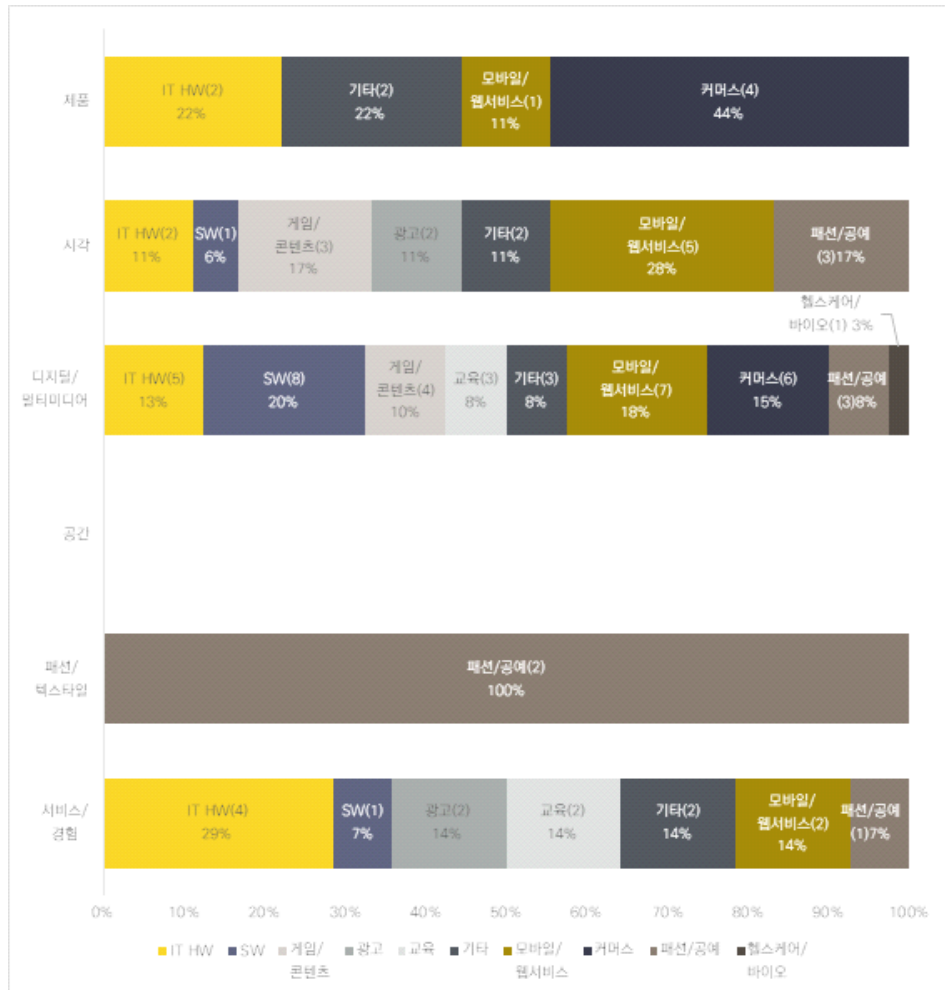 제품
IT HW(2)
22%
기타(2)
22%
모바일/
웹서비스(1)
11%
커머스(4)
44%
시각
IT HW(2)
11%
SW(1)
6%
게임/
콘텐츠(3)
17%
광고(2)
11%
기타(2)
11%
모바일/
웹서비스(5)
28%
패션/공예
(3)17%
헬스케어/
바이오(1) 3%
디지털/
멀티미디어
IT HW(5)
13%
SW(8)
20%
게임/
콘텐츠(4)
10%
교육(3)
8%
기타(3)
8%
모바일/
웹서비스(7)
18%
커머스(6)
15%
패션/공예
(3)8%
공간
패션/
텍스타일
패션/공예(2)
100%
서비스/
경험
IT HW(4)
29%
SW(1)
7%
광고(2)
14%
교육(2)
14%
기타(2)
14%
모바일/
웹서비스(2)
14%
패션/공예
(1)7%
0% 10% 20% 30% 40% 50% 60% 70% 80% 90% 100%
IT HW SW 게임/ 광고 교육 기타 모바일/ 커머스 패션/공예 헬스케어/
콘텐츠 웹서비스 바이오